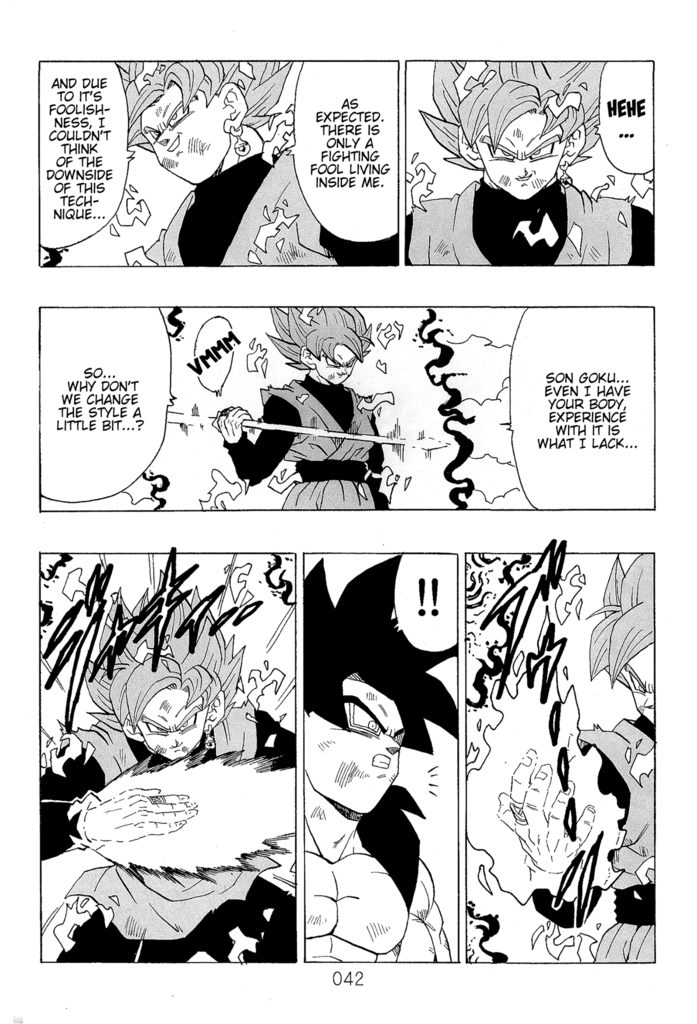 HEHE
...
AS
EXPECTED.
THERE IS
ONLY A
FIGHTING
FOOL LIVING
INSIDE ME.
AND DUE
TO IT'S
FOOLISH-
NESS, I
COULDN'T
THINK
OF THE
DOWNSIDE
OF THIS
TECH-
NIQUE...
SON GOKU...
EVEN I HAVE
YOUR BODY,
EXPERIENCE
WITH IT IS
WHAT I LACK...
VMMM
SO...
WHY DON'T
WE CHANGE
THE STYLE A
LITTLE BIT...?
!!
042